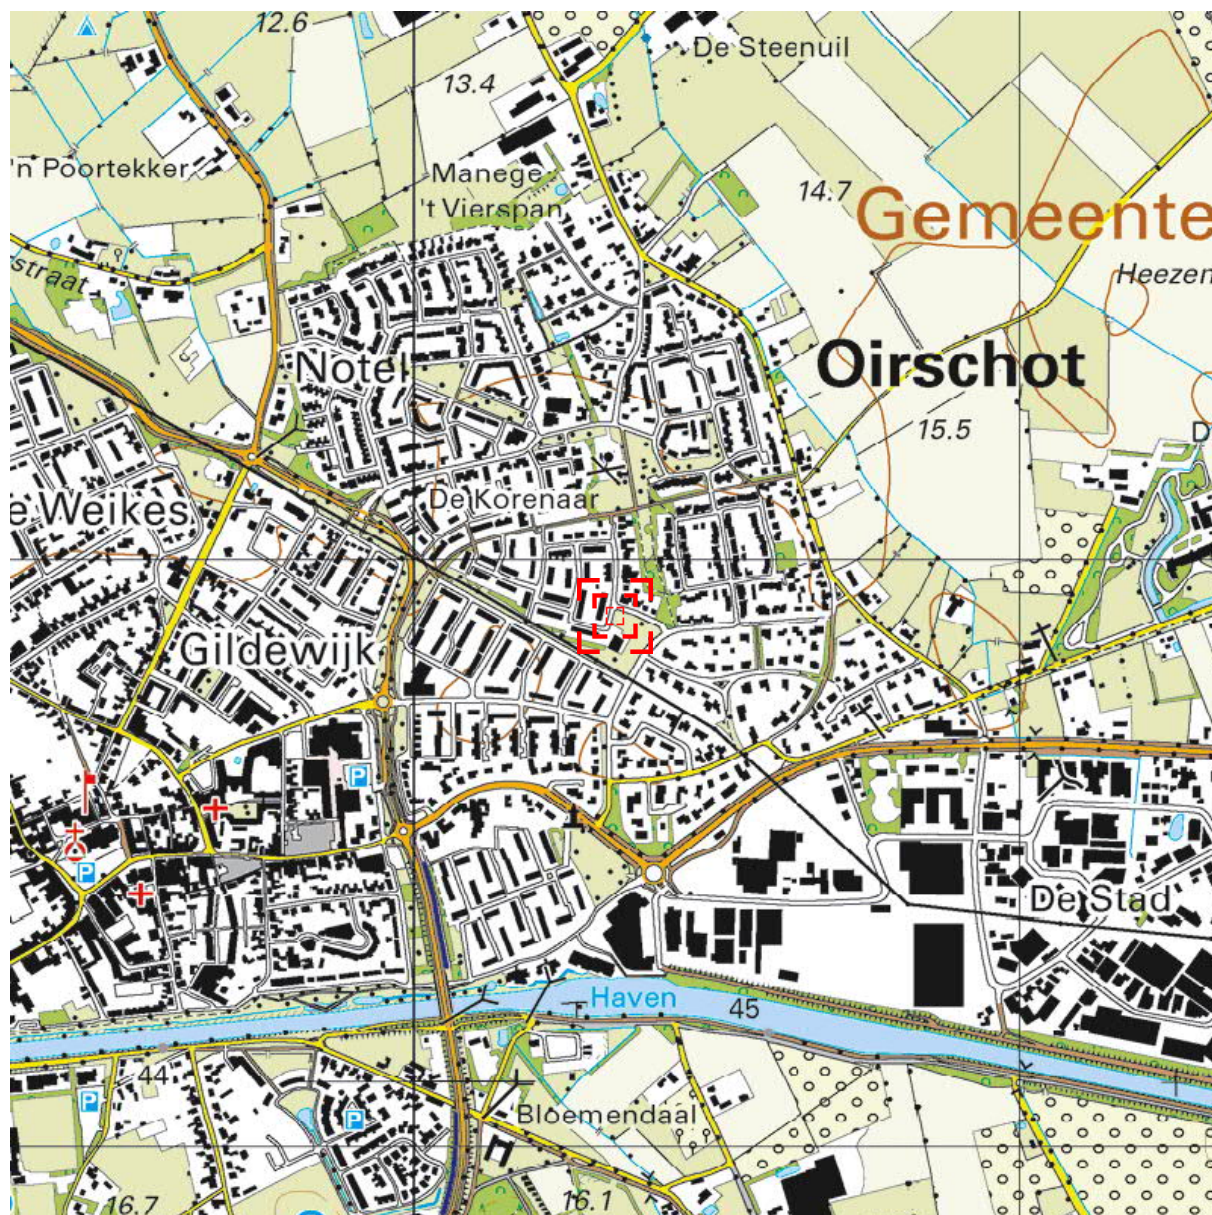 12.6
De Steenuil
13.4
'n Poortekker
Manege
't Vierspan
14.7
Gemeente
straat
Heezen
Notel
Oirschot
15.5
D
De Korenaar
e Weikes
Gildewijk
P
P
De Stad
Haven
45
44
P
P
Bloemendaal
16.7
16.1